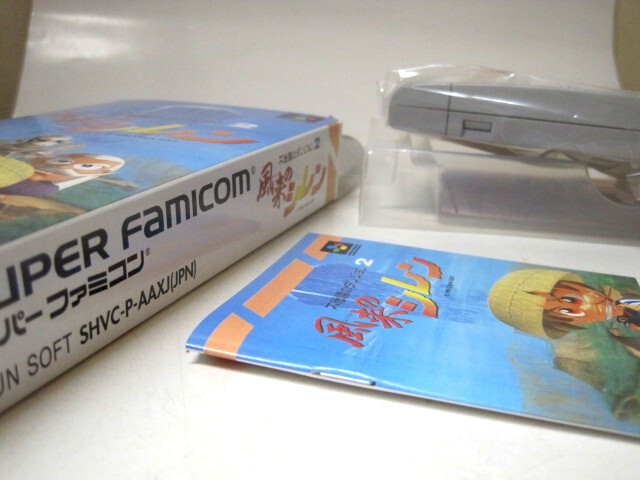 不思議のダンジョン2
風来の
シレン
UPER FAMICOM®
パーファミコン®
UN SOFT SHVC-P-AAXJ(JPN)
不思議のダンジョン2
風来の
シレン